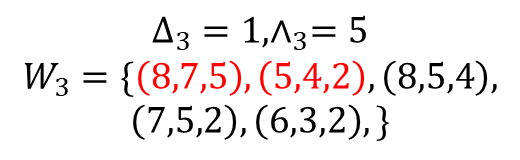 Δ₃ = 1,∧₃= 5
W₃ = {(8,7,5), (5,4,2), (8,5,4),
(7,5,2), (6,3,2), }